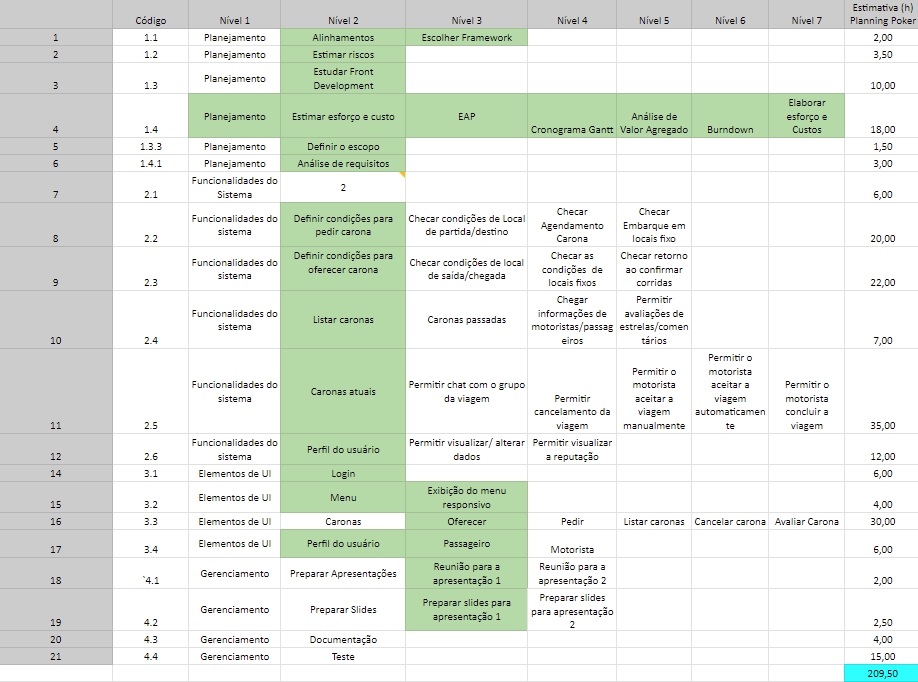 Código Nível 1 Nível 2 Nível 3 Nível 4 Nível 5 Nível 6 Nível 7 Estimativa (h) Planning Poker
1 1.1 Planejamento Alinhamentos Escolher Framework 2,00
2 1.2 Planejamento Estimar riscos 3,50
3 1.3 Planejamento Estudar Front Development 10,00
4 1.4 Planejamento Estimar esforço e custo EAP Cronograma Gantt Análise de Valor Agregado Burndown Elaborar esforço e Custos 18,00
5 1.3.3 Planejamento Definir o escopo 1,50
6 1.4.1 Planejamento Análise de requisitos 3,00
7 2.1 Funcionalidades do Sistema 2 6,00
8 2.2 Funcionalidades do sistema Definir condições para pedir carona Checar condições de Local de partida/destino Checar Agendamento Carona Checar Embarque em locais fixo 20,00
9 2.3 Funcionalidades do sistema Definir condições para oferecer carona Checar condições de local de saída/chegada Checar as condições de locais fixos Checar retorno ao confirmar corridas 22,00
10 2.4 Funcionalidades do sistema Listar caronas Caronas passadas Chegar informações de motoristas/passageiros Permitir avaliações de estrelas/comentários 7,00
11 2.5 Funcionalidades do sistema Caronas atuais Permitir chat com o grupo da viagem Permitir cancelamento da viagem Permitir o motorista aceitar a viagem manualmente Permitir o motorista aceitar a viagem automaticamente Permitir o motorista concluir a viagem 35,00
12 2.6 Funcionalidades do sistema Perfil do usuário Permitir visualizar/ alterar dados Permitir visualizar a reputação 12,00
14 3.1 Elementos de UI Login 6,00
15 3.2 Elementos de UI Menu Exibição do menu responsivo 4,00
16 3.3 Elementos de UI Caronas Oferecer Pedir Listar caronas Cancelar carona Avaliar Carona 30,00
17 3.4 Elementos de UI Perfil do usuário Passageiro Motorista 6,00
18 `4.1 Gerenciamento Preparar Apresentações Reunião para a apresentação 1 Reunião para a apresentação 2 2,00
19 4.2 Gerenciamento Preparar Slides Preparar slides para apresentação 1 Preparar slides para apresentação 2 2,50
20 4.3 Gerenciamento Documentação 4,00
21 4.4 Gerenciamento Teste 15,00
209,50